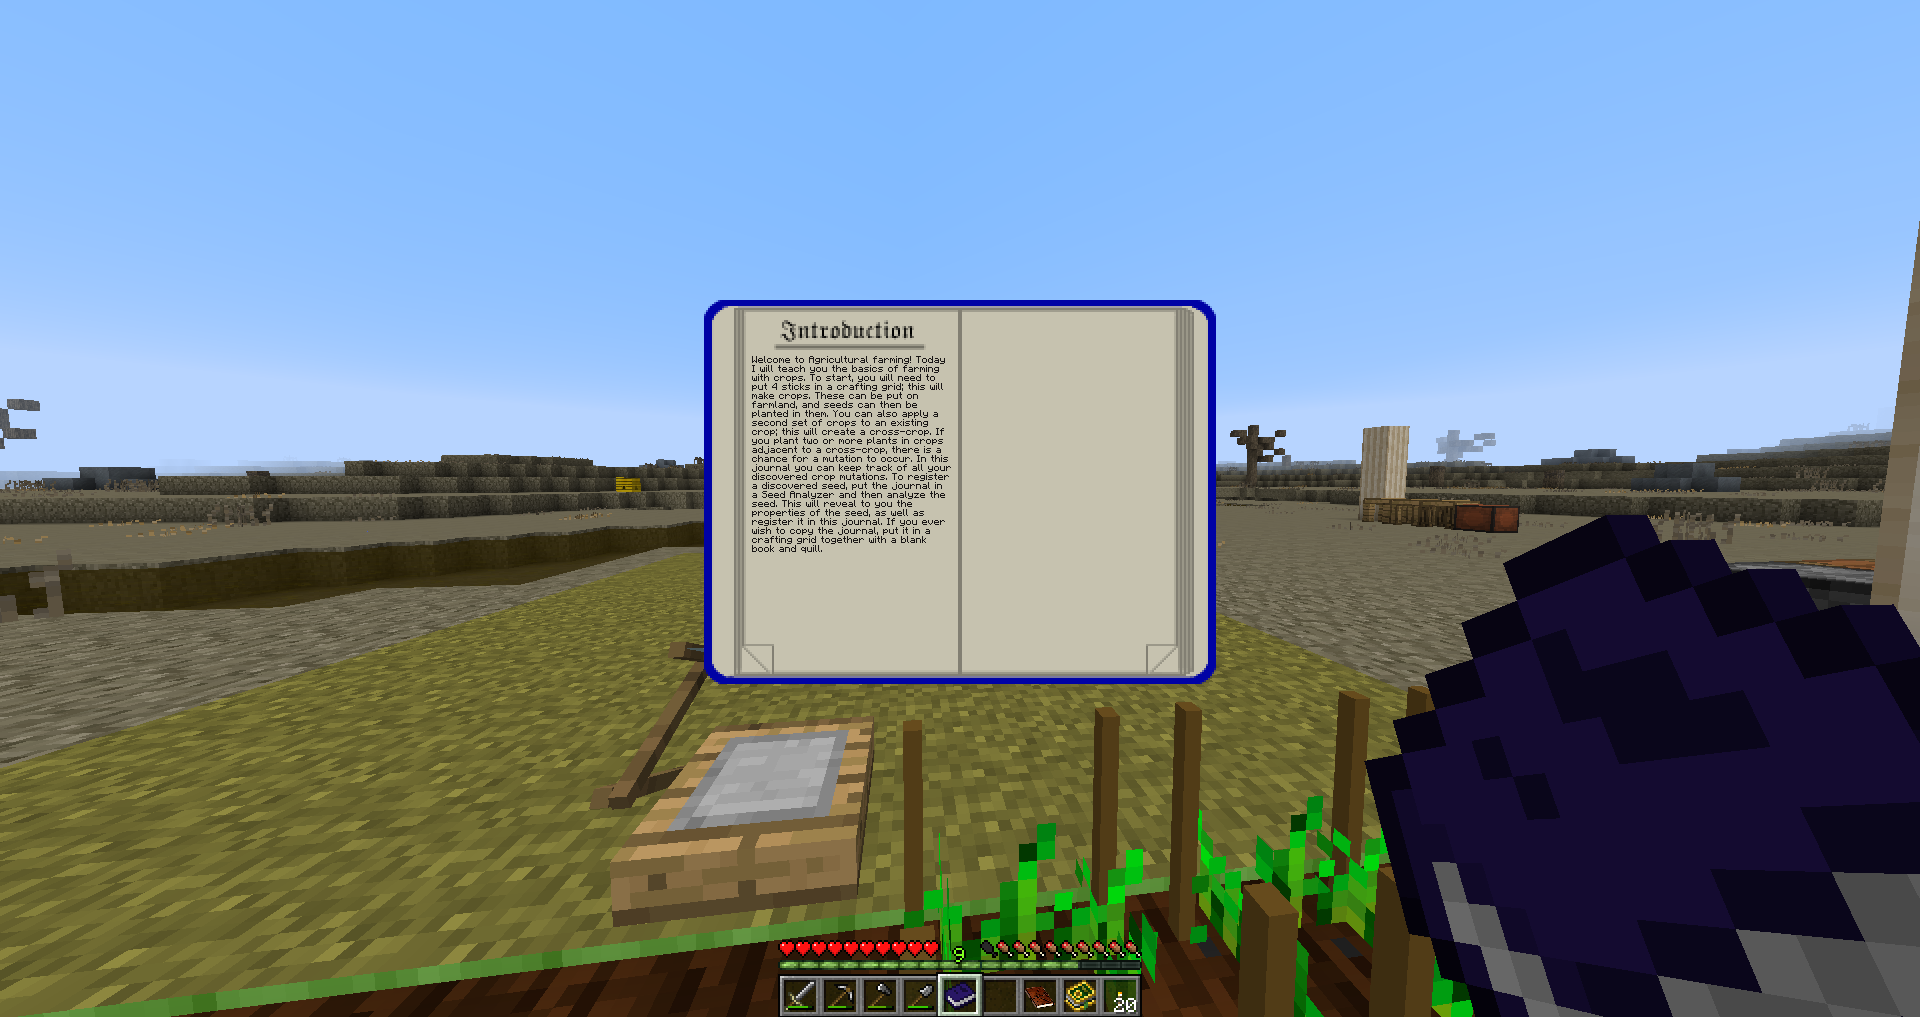 Introduction
Welcome to Agricultural farming! Today
I will teach you the basics of farming
with crops. To start, you will need to
put 4 sticks in a crafting grid; this will
make crops. These can be put on
farmland, and seeds can then be
planted in them. You can also apply a
second set of crops to an existing
crop; this will create a cross-crop. If
you plant two or more plants in crops
adjacent to a cross-crop, there is a
chance for a mutation to occur. In this
journal you can keep track of all your
discovered crop mutations. To register
a discovered seed, put the journal in
a Seed Analyzer and then analyze the
seed. This will reveal to you the
properties of the seed, as well as
register it in this journal. If you ever
wish to copy the journal, put it in a
crafting grid together with a blank
book and quill.
9
20